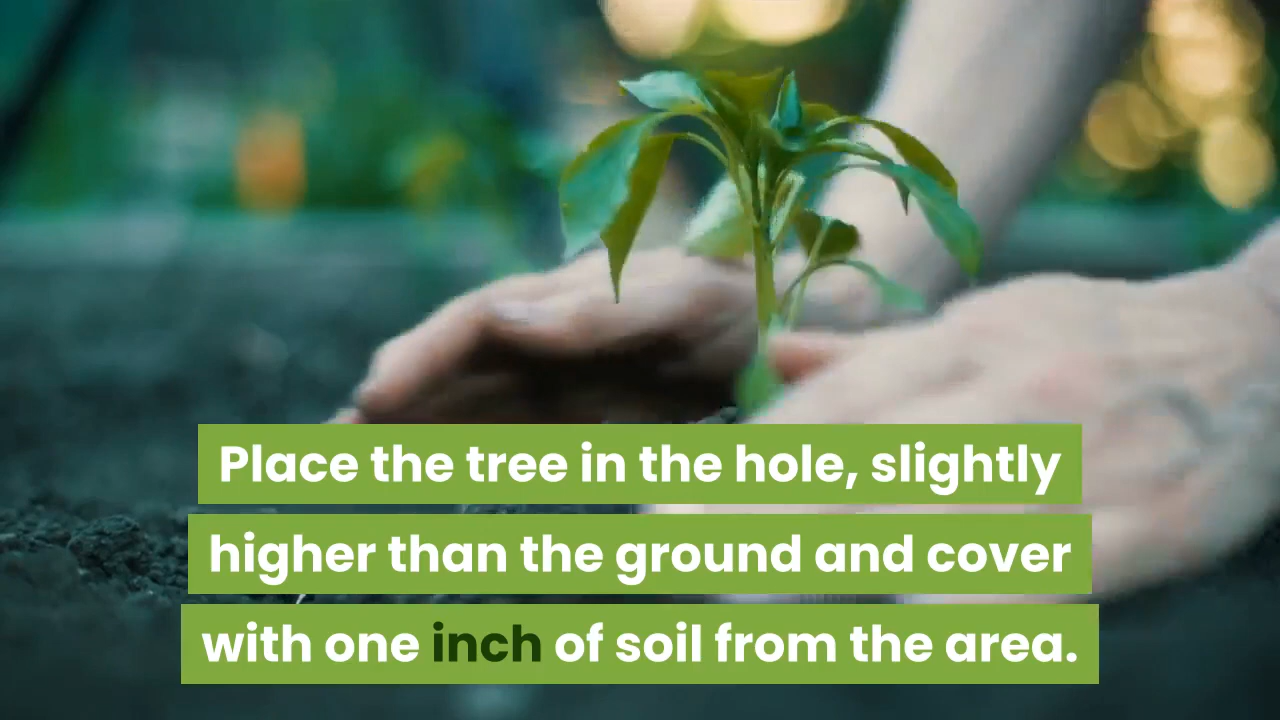 Place the tree in the hole, slightly
higher than the ground and cover
with one inch of soil from the area.